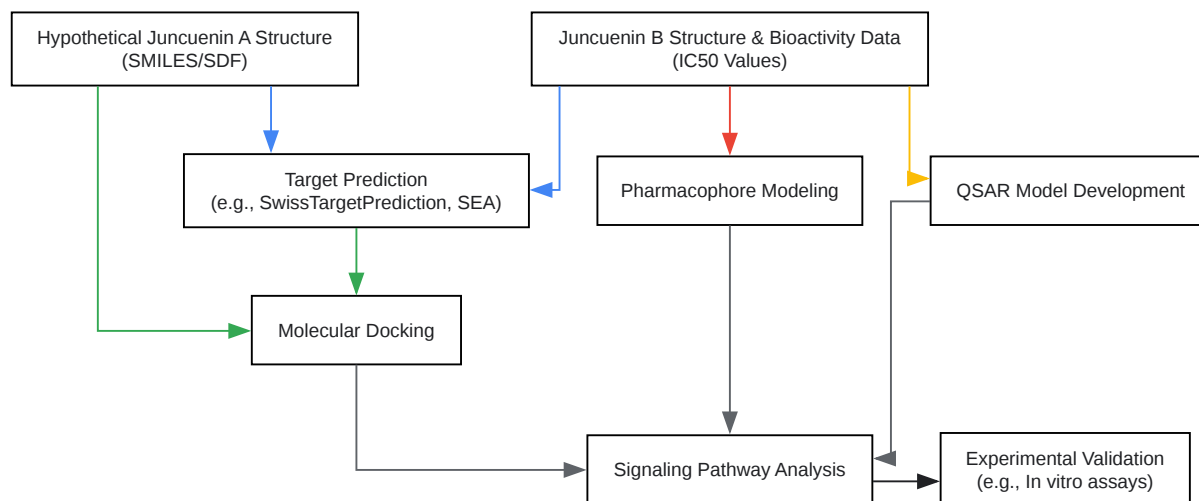 Hypothetical Juncuenin A Structure
(SMILES/SDF)
Juncuenin B Structure & Bioactivity Data
(IC50 Values)
Target Prediction
(e.g., SwissTargetPrediction, SEA)
Pharmacophore Modeling
QSAR Model Development
Molecular Docking
Signaling Pathway Analysis
Experimental Validation
(e.g., In vitro assays)